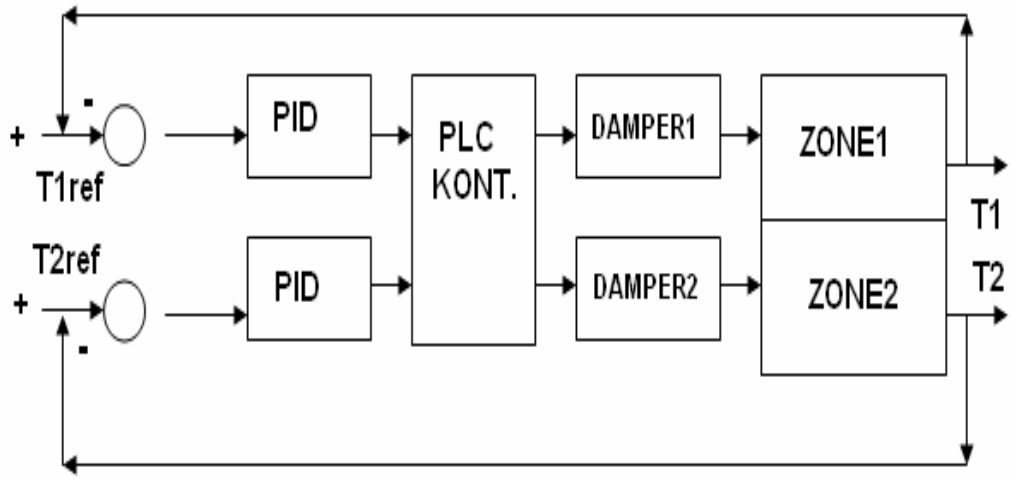 -
+
T1ref
PID
PLC
KONT.
DAMPER1
ZONE1
T1
T2ref
+
-
PID
DAMPER2
ZONE2
T2